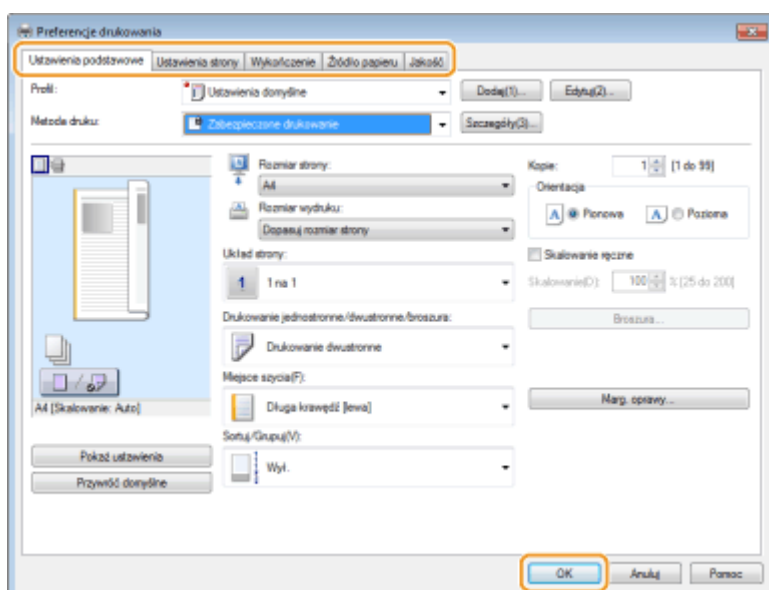 Preferencje drukowania
Ustawienia podstawowe Ustawienia strony Wykończenie Źródło papieru Jakość
Profil: Ustawienia domyślne Dodaj(1)... Edytuj(2)...
Metoda druku: Zabezpieczone drukowanie Szczegóły(3)...
Rozmiar strony: Kopie: 1 [1 do 99]
A4 Orientacja
Rozmiar wydruku: A Pionowa A Pozioma
Dopasuj rozmiar strony
Układ strony: Skalowanie ręczne
1 1 na 1 Skalowanie(D): 100 % [25 do 200]
Drukowanie jednostronne/dwustronne/broszura: Broszura...
Drukowanie dwustronne
Miejsce szycia(F):
A4 [Skalowanie: Auto] Długa krawędź [lewa] Marg. oprawy...
Sortuj/Grupuj(V):
Pokaż ustawienia Wył.
Przywróć domyślne
OK Anuluj Pomoc